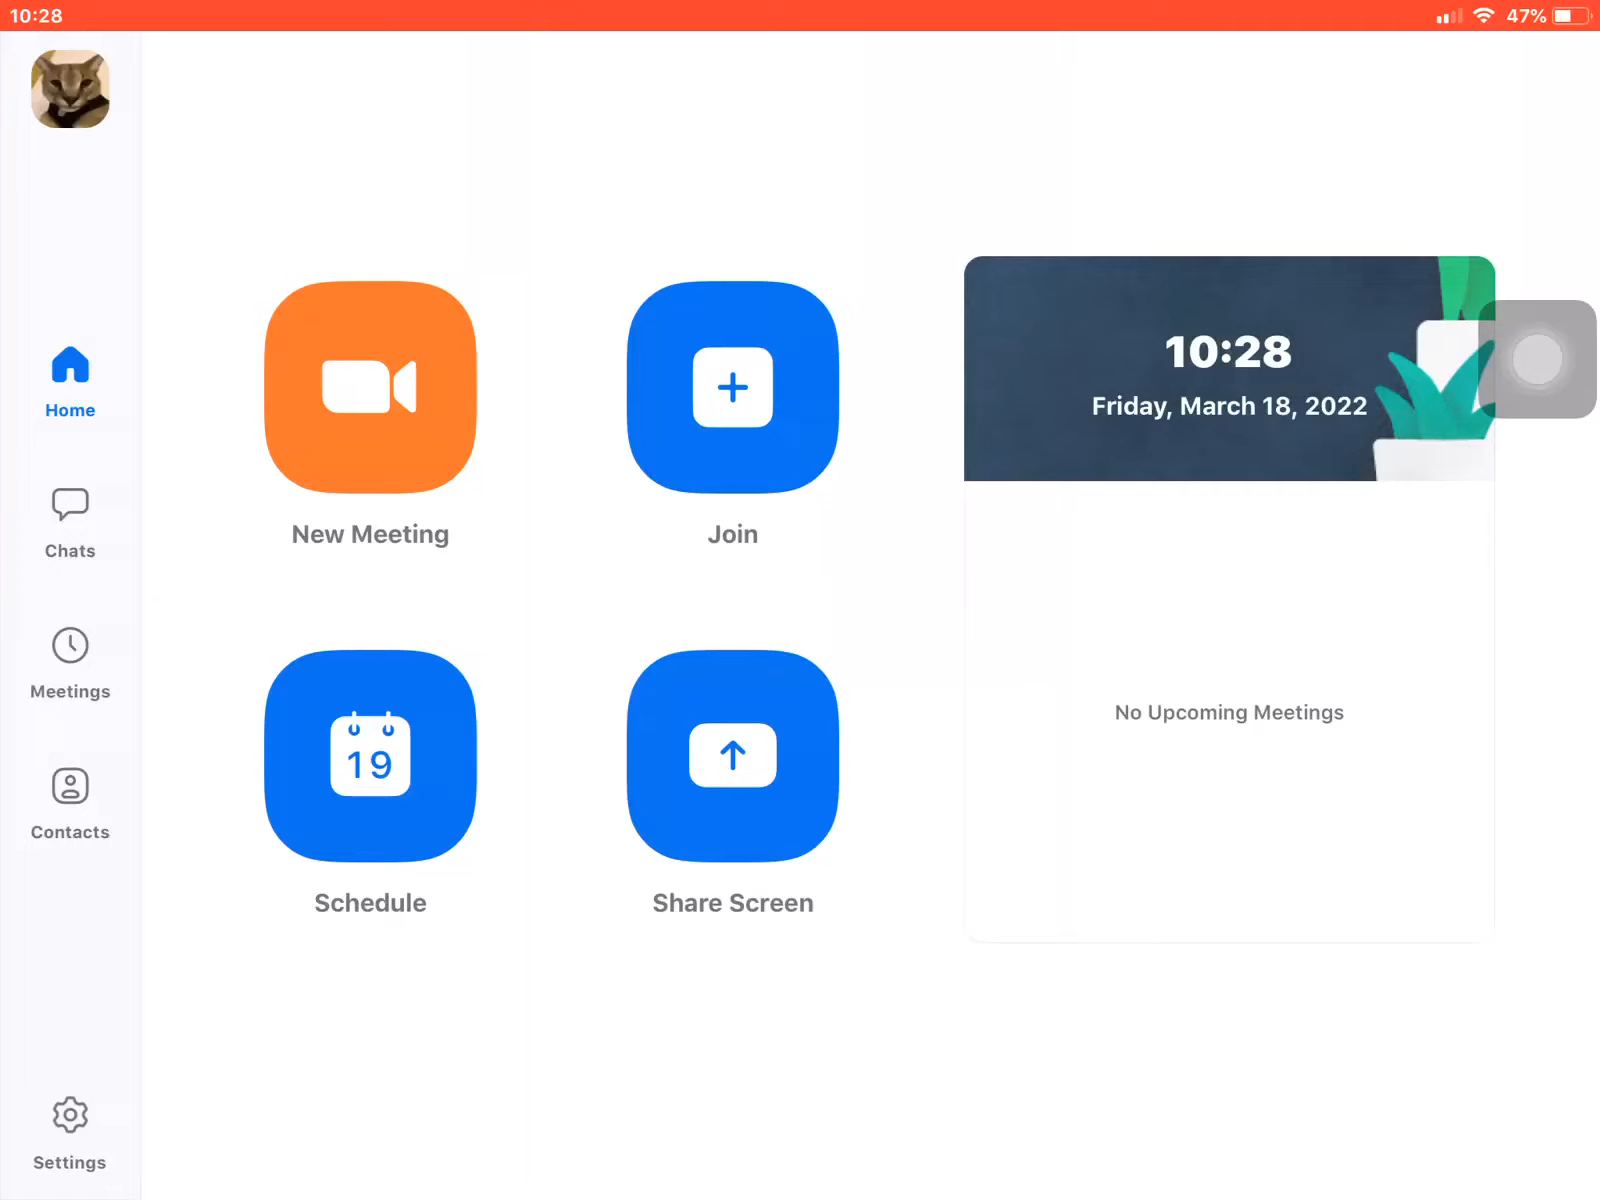 10:28
47%
Home
Chats
Meetings
Contacts
Settings
New Meeting
Join
19
Schedule
Share Screen
10:28
Friday, March 18, 2022
No Upcoming Meetings